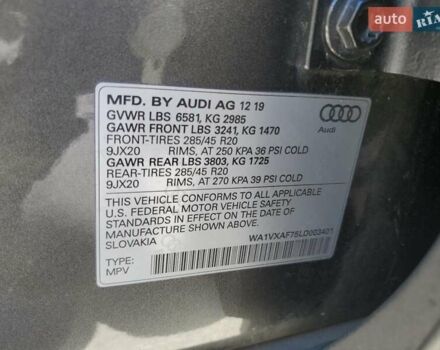 AUTO RIA
MFD. BY AUDI AG 12 19
GVWR LBS 6581, KG 2985
GAWR FRONT LBS 3241, KG 1470
FRONT-TIRES 285/45 R20
9JX20 RIMS, AT 250 KPA 36 PSI COLD
GAWR REAR LBS 3803, KG 1725
REAR-TIRES 285/45 R20
9JX20 RIMS, AT 270 KPA 39 PSI COLD
Audi
THIS VEHICLE CONFORMS TO ALL APPLICABLE
U.S. FEDERAL MOTOR VEHICLE SAFETY
STANDARDS IN EFFECT ON THE DATE OF
MANUFACTURE SHOWN ABOVE.
SLOVAKIA
WA1VXAF75LD003401
TYPE:
MPV